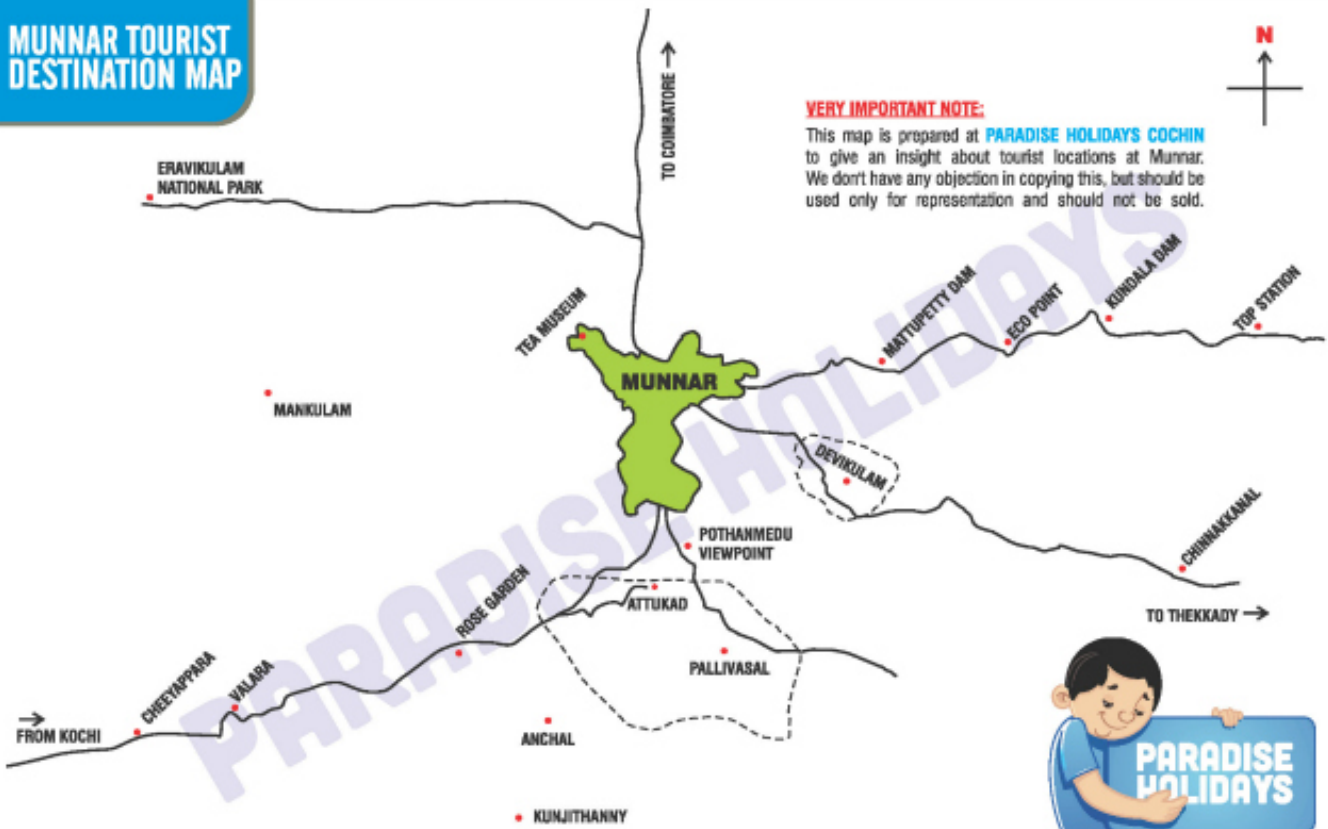 MUNNAR TOURIST
DESTINATION MAP
N
TO COIMBATORE
VERY IMPORTANT NOTE:
This map is prepared at PARADISE HOLIDAYS COCHIN
to give an insight about tourist locations at Munnar.
We don't have any objection in copying this, but should be
used only for representation and should not be sold.
ERAVIKULAM
NATIONAL PARK
TEA MUSEUM
MUNNAR
MATTUPETTY DAM
ECO POINT
KUNDALA DAM
TOP STATION
MANKULAM
DEVIKULAM
CHINNAKKANAL
POTHANMEDU
VIEWPOINT
TO THEKKADY
ROSE GARDEN
ATTUKAD
PALLIVASAL
CHEEYAPPARA
VALARA
FROM KOCHI
ANCHAL
KUNJITHANNY
PARADISE HOLIDAYS
PARADISE
HOLIDAYS